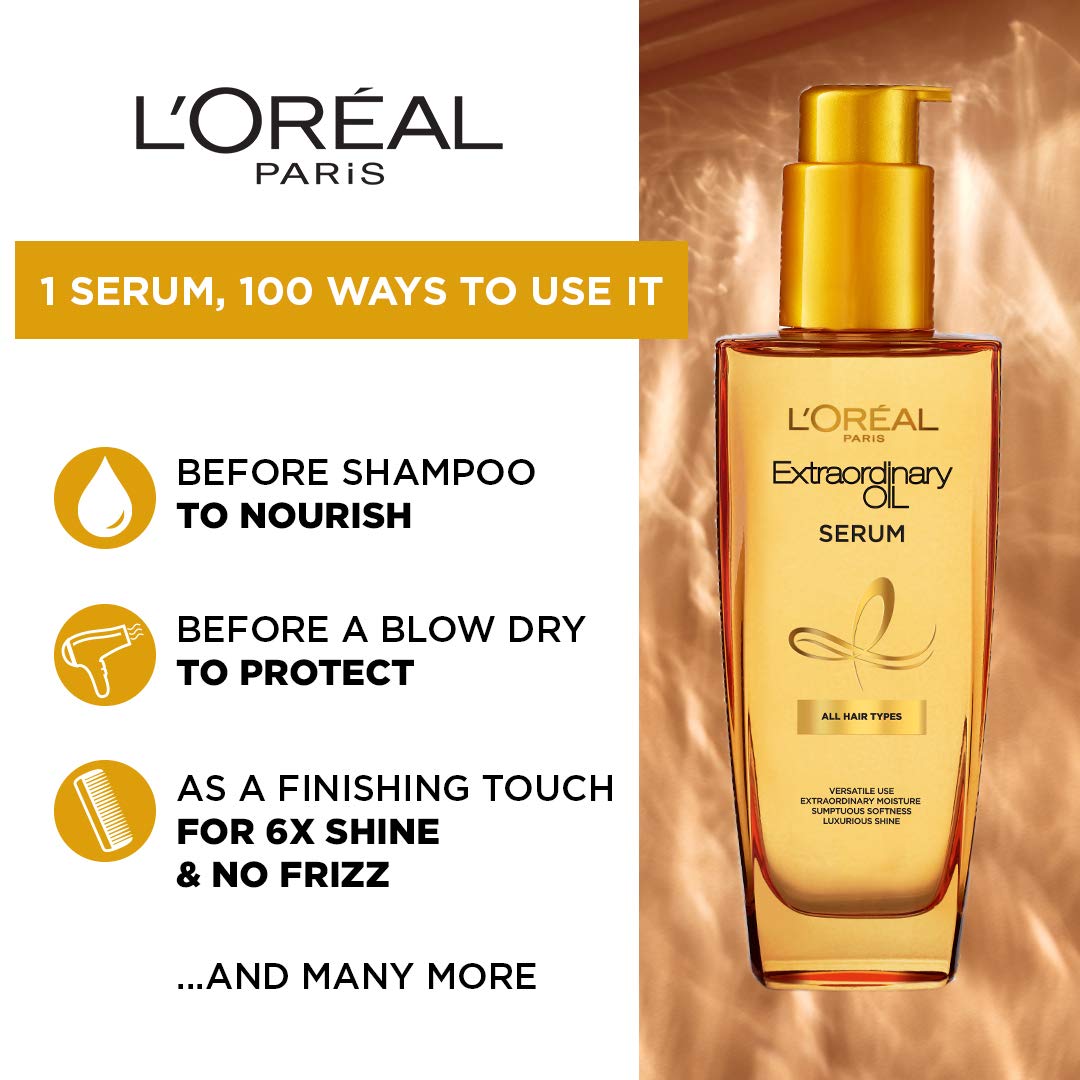 L'ORÉAL
PARiS
1 SERUM, 100 WAYS TO USE IT
BEFORE SHAMPOO
TO NOURISH
BEFORE A BLOW DRY
TO PROTECT
AS A FINISHING TOUCH
FOR 6X SHINE
& NO FRIZZ
...AND MANY MORE
L'ORÉAL
PARIS
Extraordinary
OIL
SERUM
ALL HAIR TYPES
VERSATILE USE
EXTRAORDINARY MOISTURE
SUMPTUOUS SOFTNESS
LUXURIOUS SHINE